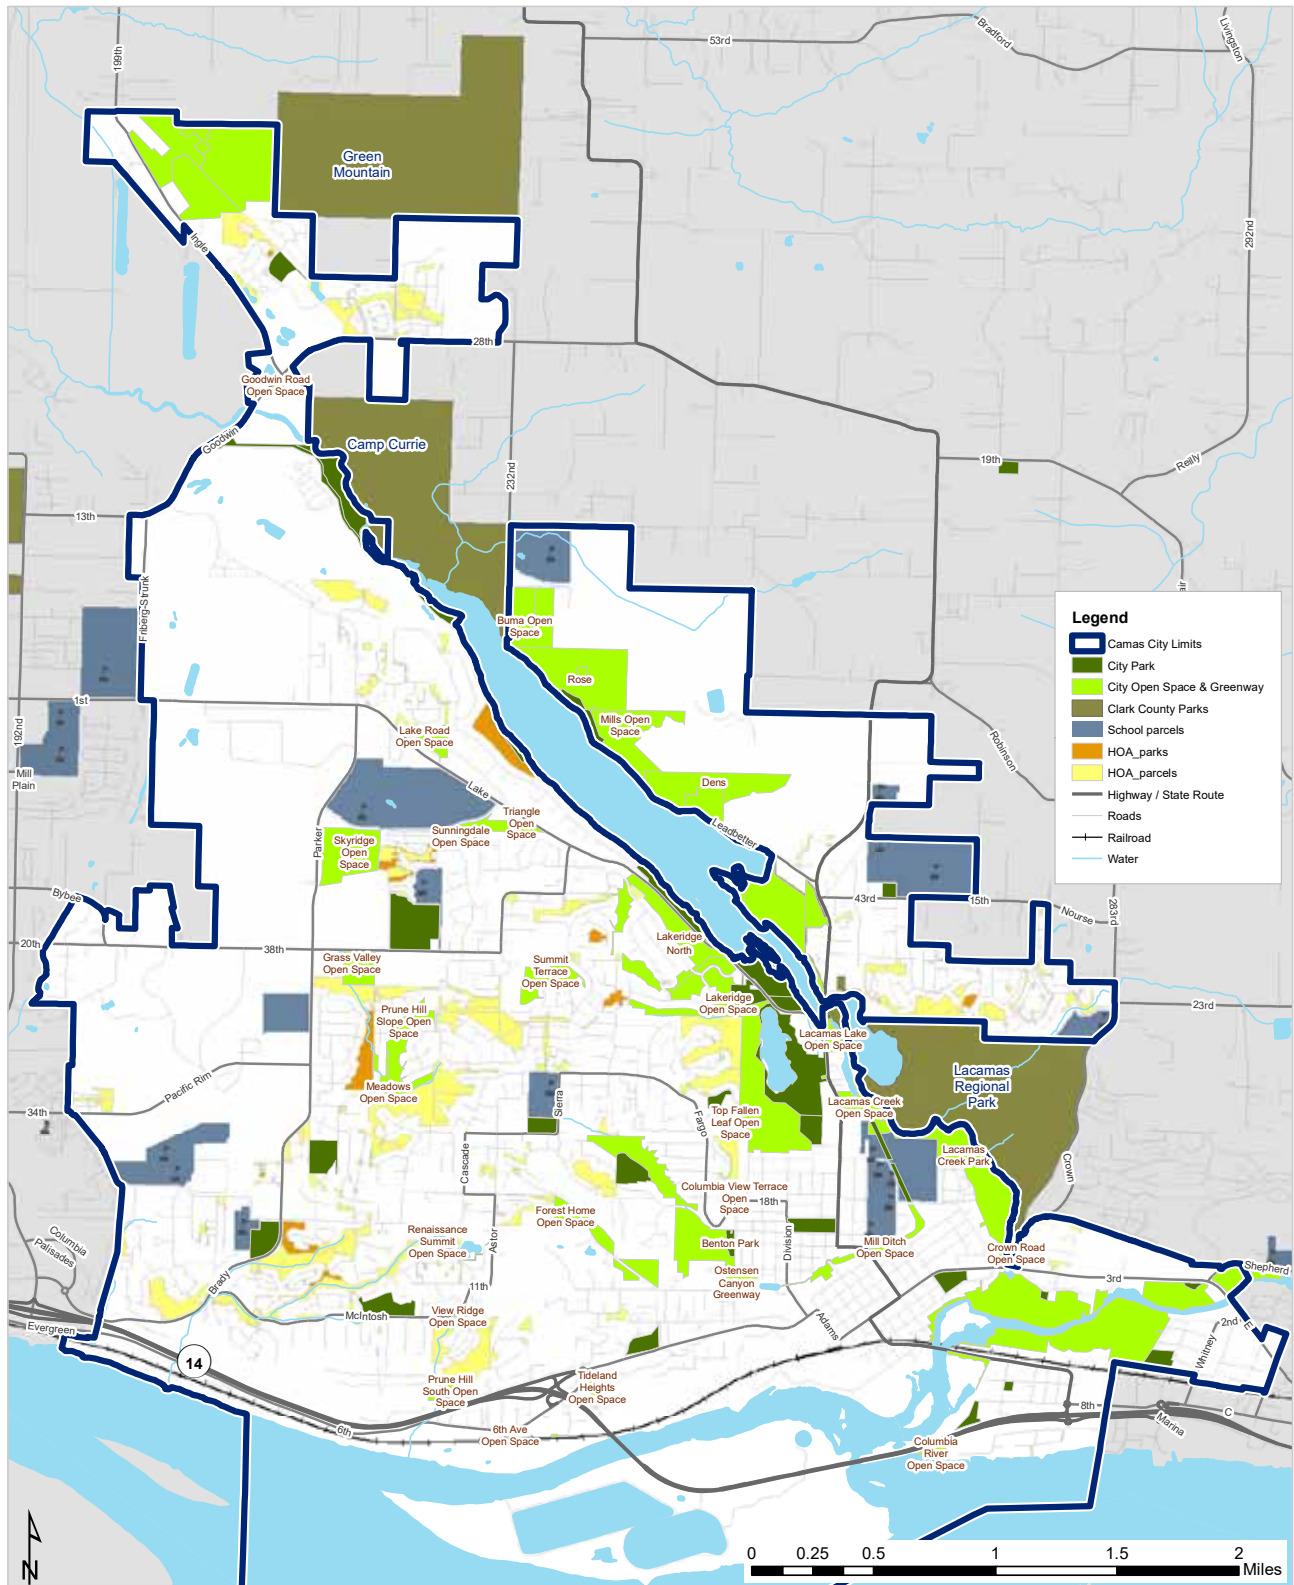 53rd
Bradford
Livingston
199th
Green
Mountain
292nd
Ingle
28th
Goodwin Road
Open Space
Goodwin
Camp Currie
232nd
19th
Reilly
13th
Friberg-Strunk
Buma Open
Space
Rose
Mills Open
Space
Dens
1st
192nd
Mill
Plain
Lake Road
Open Space
Lake
Robinson
Leadbetter
Triangle
Open
Space
Sunningdale
Open Space
Parker
Skyridge
Open
Space
Legend
Camas City Limits
City Park
City Open Space & Greenway
Clark County Parks
School parcels
HOA_parks
HOA_parcels
Highway / State Route
Roads
Railroad
Water
Bybee
43rd
15th
Nourse
283rd
20th
38th
Lakeridge
North
Grass Valley
Open Space
Summit
Terrace
Open Space
Lakeridge
Open Space
23rd
Prune Hill
Slope Open
Space
Lacamas Lake
Open Space
Lacamas
Regional
Park
Pacific Rim
Meadows
Open Space
Sierra
Fargo
Top Fallen
Leaf Open
Space
Lacamas Creek
Open Space
34th
Lacamas
Creek Park
Crown
Cascade
Columbia View Terrace
Open
Space
18th
Forest Home
Open Space
Columbia
Palisades
Renaissance
Summit
Open Space
Astor
Benton Park
Division
Mill Ditch
Open Space
Crown Road
Open Space
Shepherd
Ostensen
Canyon
Greenway
Brady
11th
3rd
McIntosh
View Ridge
Open Space
Adams
2nd
E
Whitney
Evergreen
14
Prune Hill
South Open
Space
Tideland
Heights
Open Space
6th
6th Ave
Open Space
8th
C
Marina
Columbia
River
Open Space
N
0 0.25 0.5 1 1.5 2
Miles